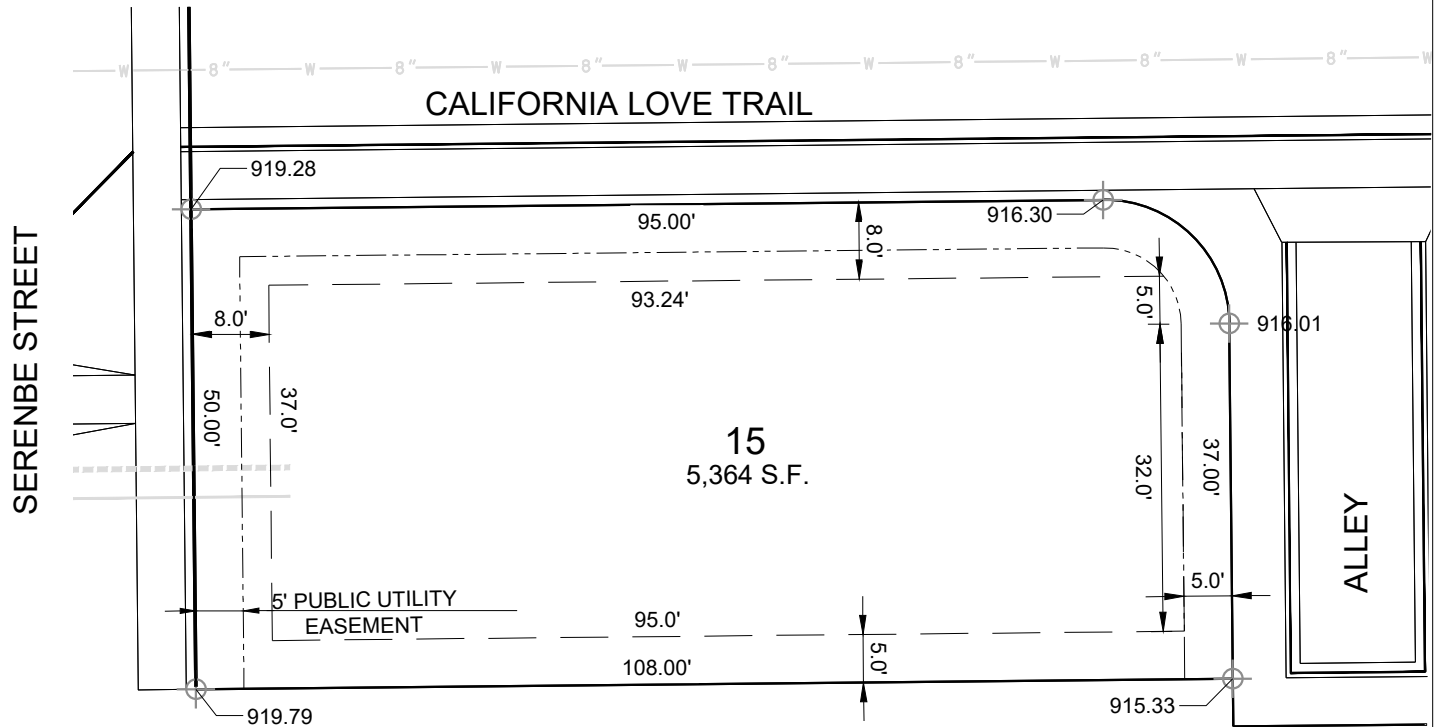 W 8" W 8" W 8" W 8" W 8" W 8" W 8" W
CALIFORNIA LOVE TRAIL
919.28
916.30
95.00'
8.0'
93.24'
5.0'
8.0'
916.01
SERENBE STREET
50.00'
37.0'
15
5,364 S.F.
32.0'
37.00'
ALLEY
5' PUBLIC UTILITY
EASEMENT
5.0'
95.0'
108.00'
5.0'
919.79
915.33